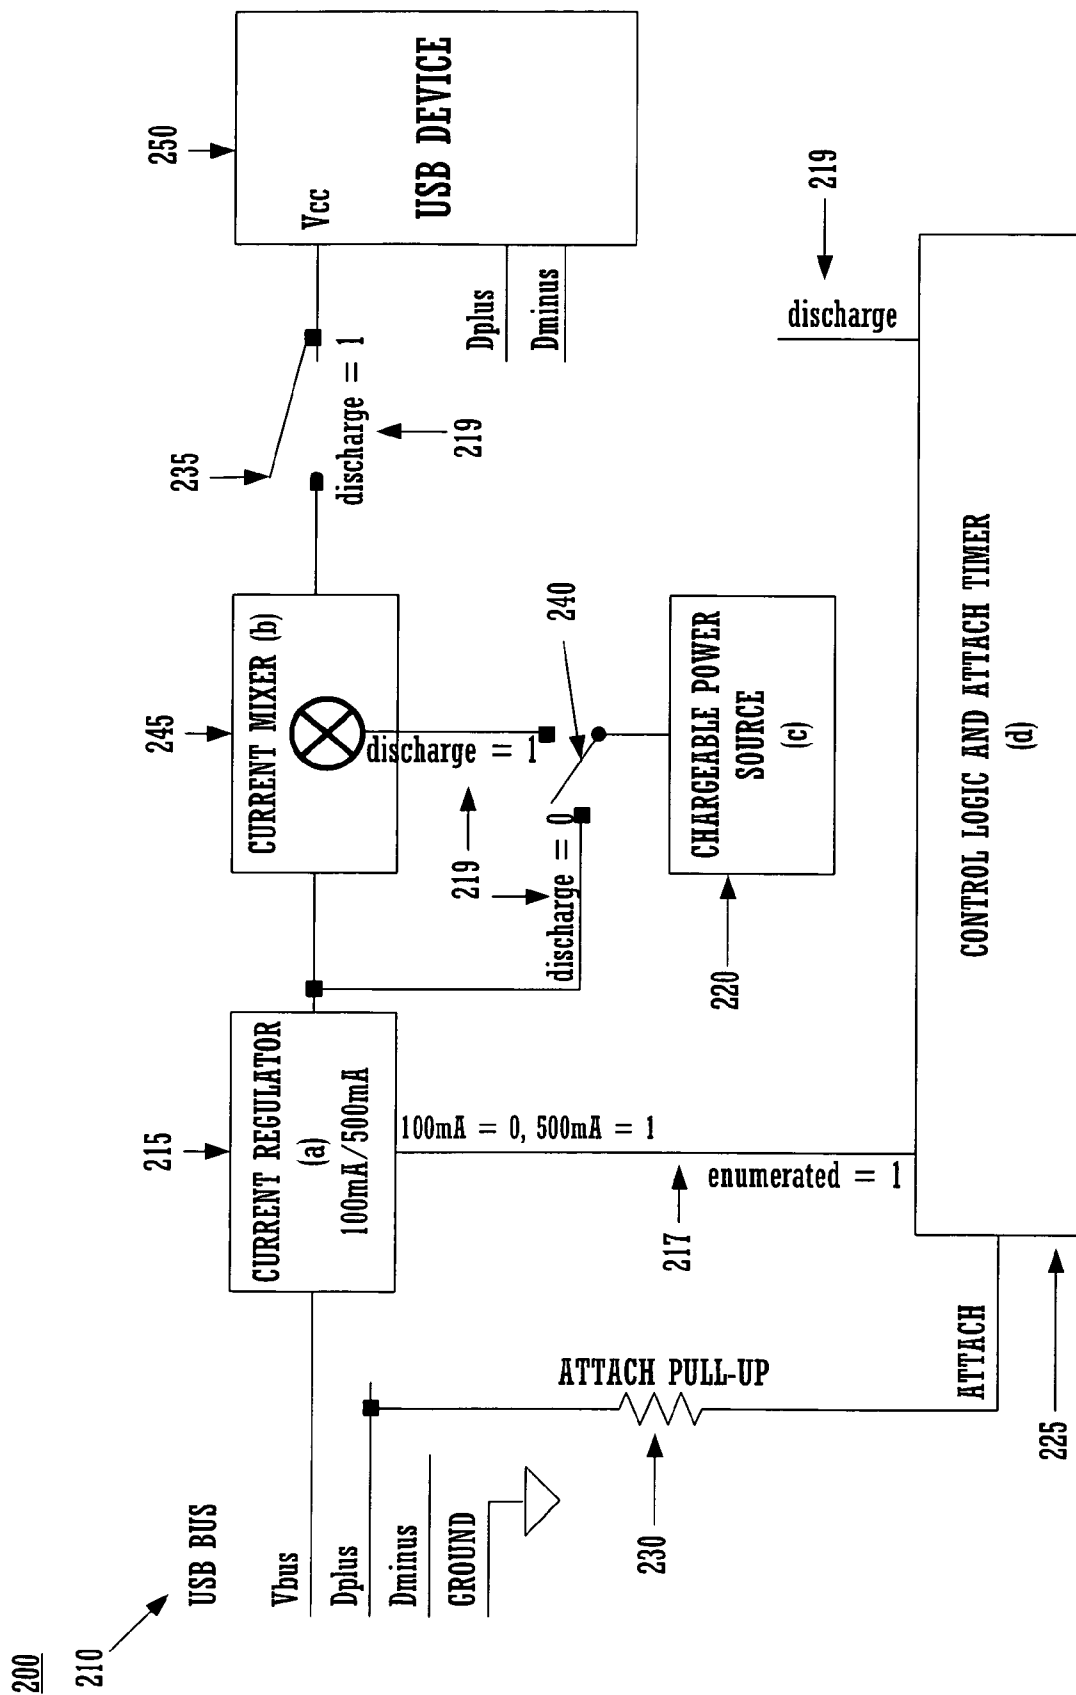 200
210
USB BUS
Vbus
Dplus
Dminus
GROUND
215
CURRENT REGULATOR
(a)
100mA/500mA
100mA = 0, 500mA = 1
217
enumerated = 1
ATTACH PULL-UP
230
ATTACH
225
245
CURRENT MIXER (b)
discharge = 1
219
discharge = 0
240
CHARGEABLE POWER
SOURCE
(c)
220
235
discharge = 1
219
250
Vcc
USB DEVICE
Dplus
Dminus
219
discharge
CONTROL LOGIC AND ATTACH TIMER
(d)